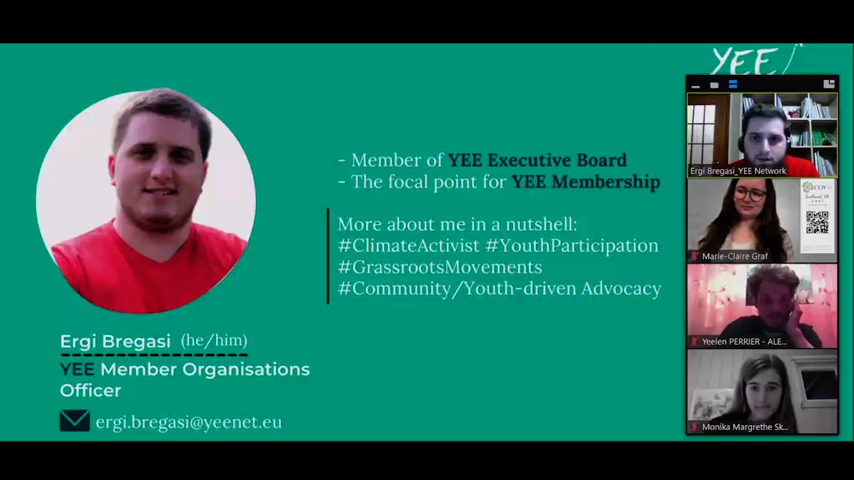 YEE
- Member of YEE Executive Board
- The focal point for YEE Membership
More about me in a nutshell:
#ClimateActivist #YouthParticipation
#GrassrootsMovements
#Community/Youth-driven Advocacy
Ergi Bregasi (he/him)
YEE Member Organisations
Officer
ergi.bregasi@yeenet.eu
Ergi Bregasi_YEE Network
Marie-Claire Graf
Yeelen PERRIER - ALE...
Monika Margrethe Sk...